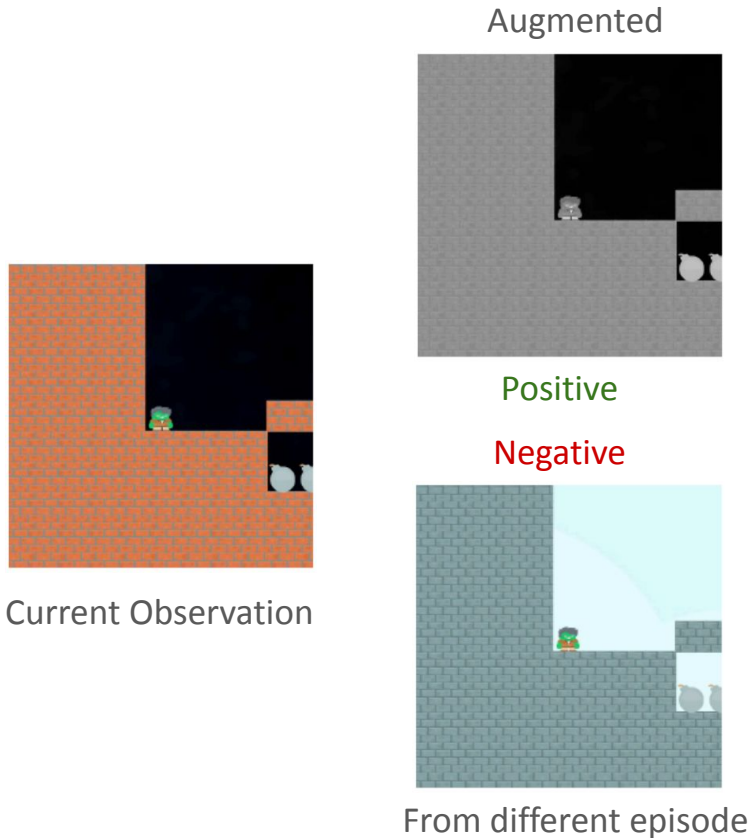 Augmented
Positive
Negative
Current Observation
From different episode